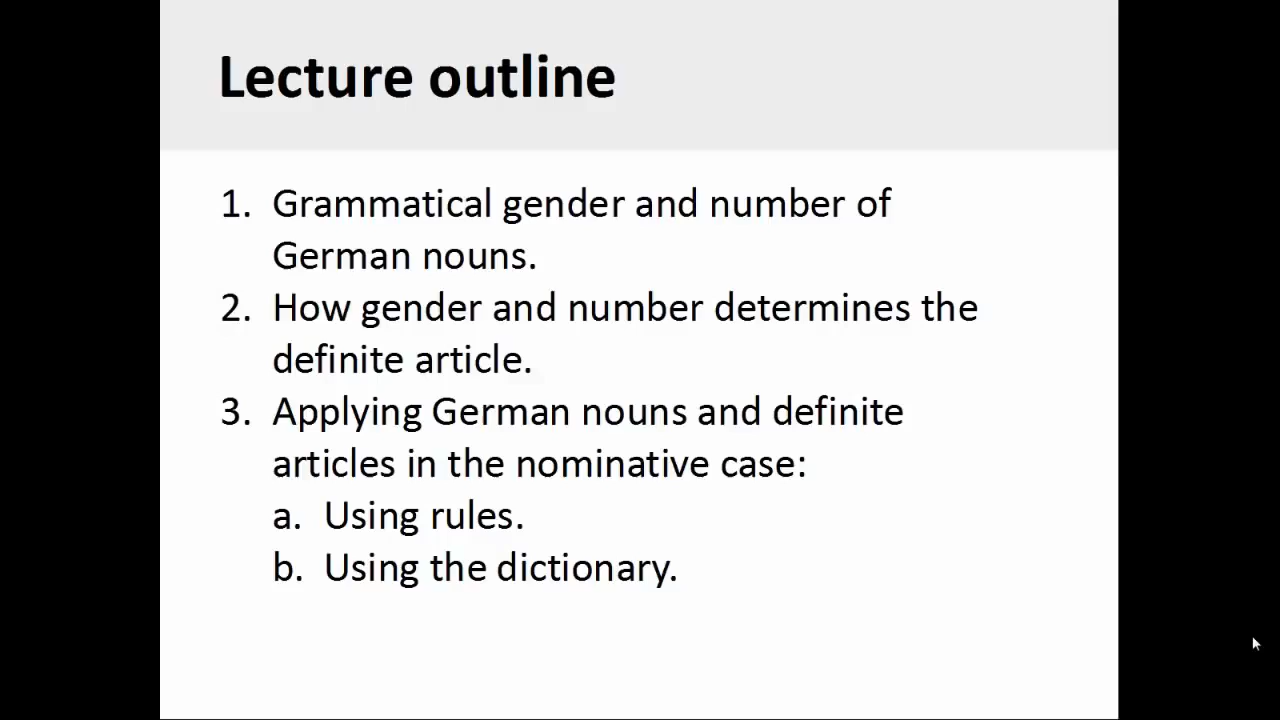 Lecture outline
1. Grammatical gender and number of
German nouns.
2. How gender and number determines the
definite article.
3. Applying German nouns and definite
articles in the nominative case:
a. Using rules.
b. Using the dictionary.